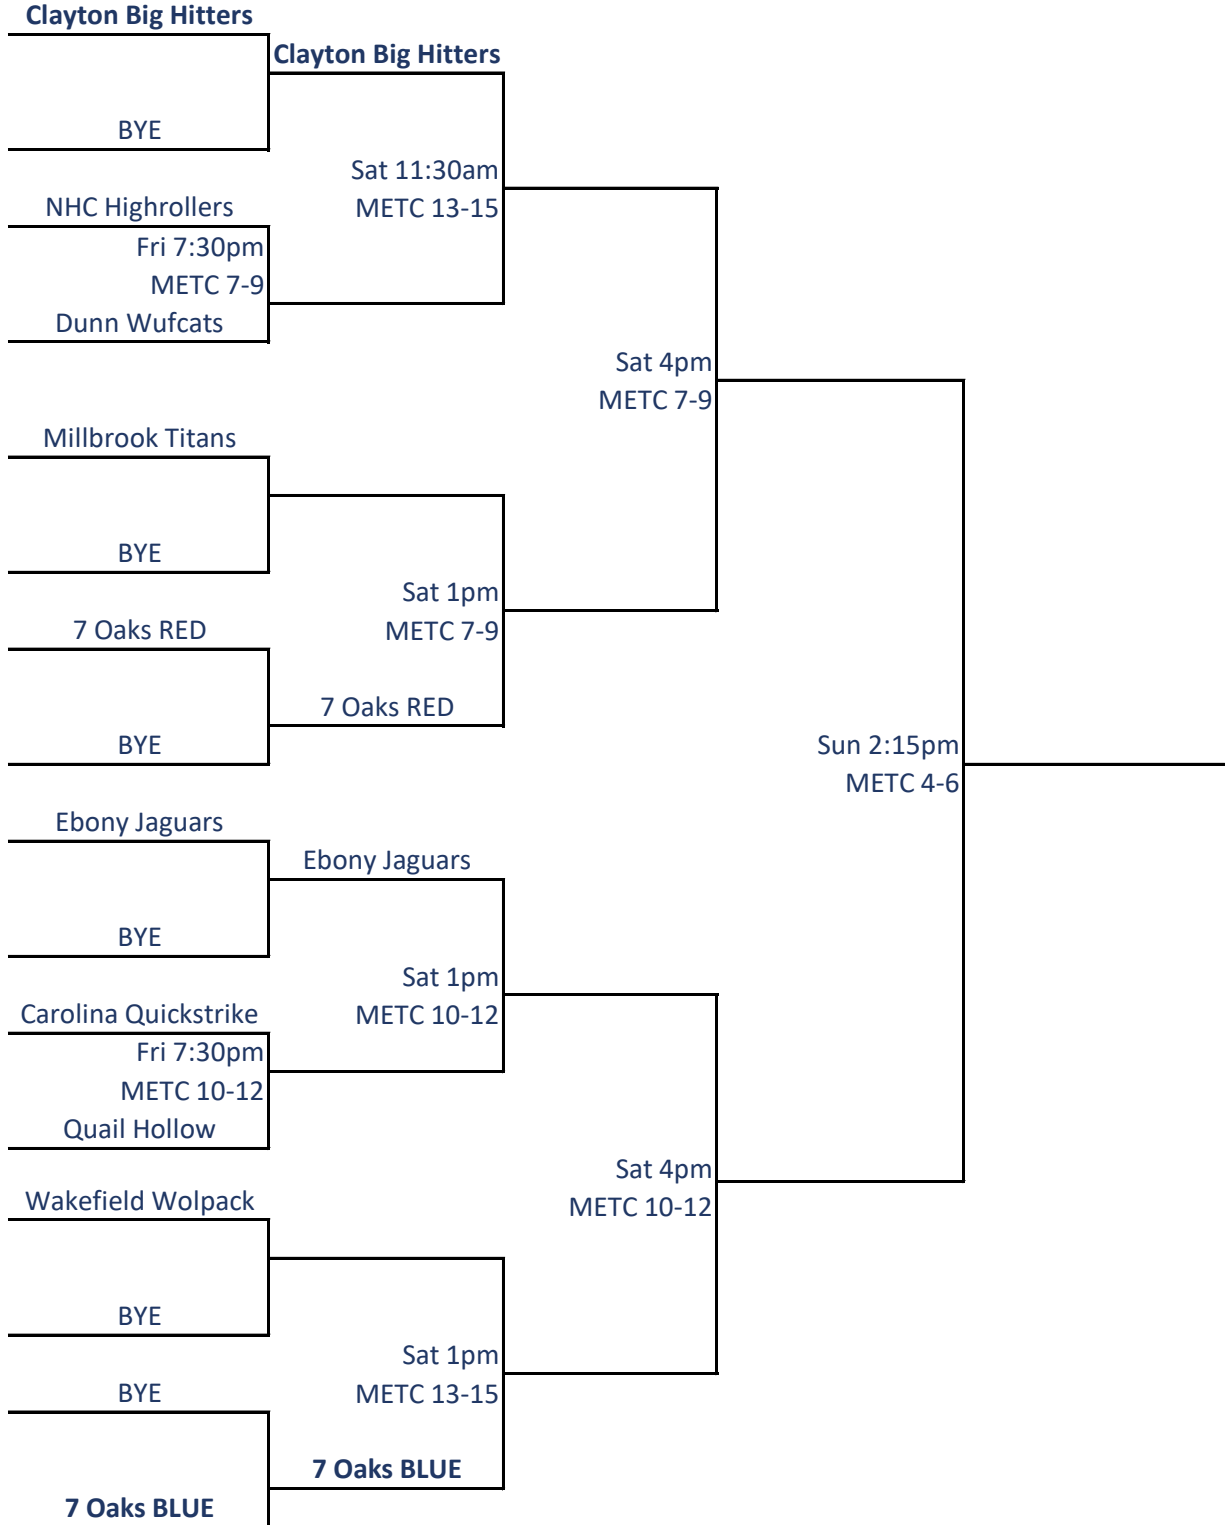 Clayton Big Hitters
Clayton Big Hitters
BYE
Sat 11:30am
METC 13-15
NHC Highrollers
Fri 7:30pm
METC 7-9
Dunn Wufcats
Sat 4pm
METC 7-9
Millbrook Titans
BYE
Sat 1pm
METC 7-9
7 Oaks RED
7 Oaks RED
BYE
Sun 2:15pm
METC 4-6
Ebony Jaguars
Ebony Jaguars
BYE
Sat 1pm
METC 10-12
Carolina Quickstrike
Fri 7:30pm
METC 10-12
Quail Hollow
Sat 4pm
METC 10-12
Wakefield Wolpack
BYE
Sat 1pm
METC 13-15
BYE
7 Oaks BLUE
7 Oaks BLUE